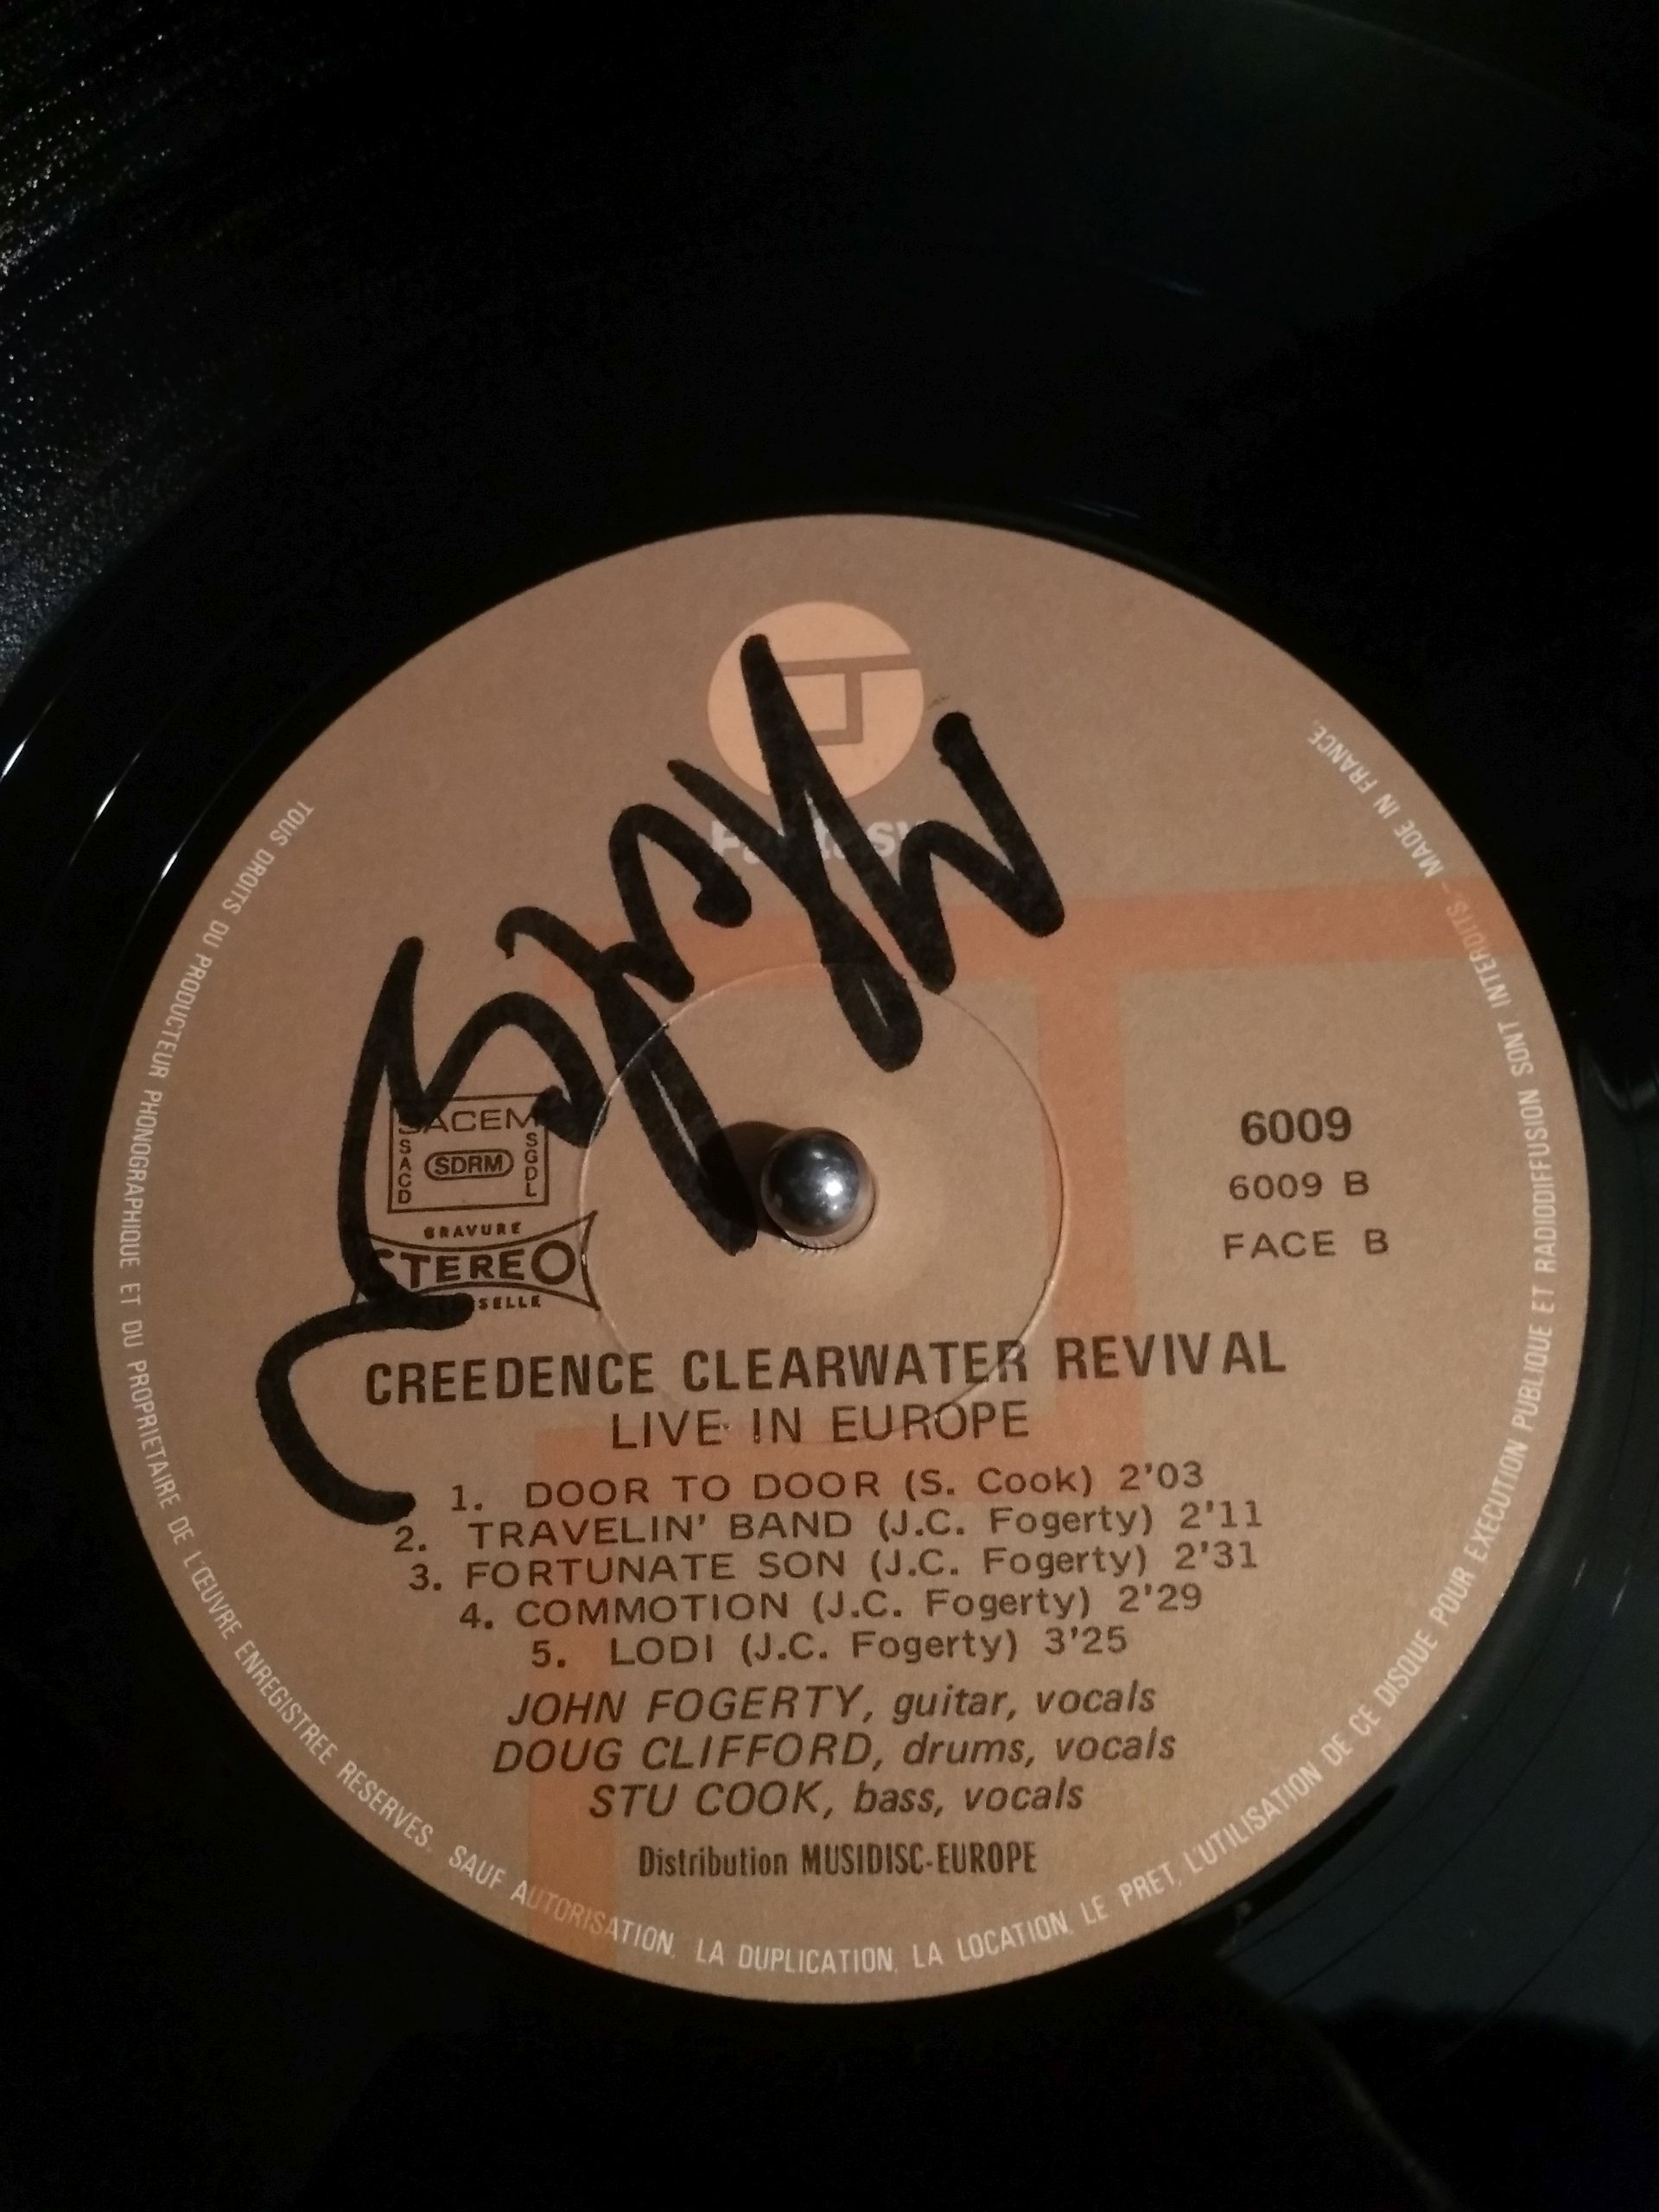 Fantasy
SACEM
SACD
SDRM
SGDL
GRAVURE
STEREO
6009
6009 B
FACE B
CREEDENCE CLEARWATER REVIVAL
LIVE IN EUROPE
1. DOOR TO DOOR (S. Cook) 2'03
2. TRAVELIN' BAND (J.C. Fogerty) 2'11
3. FORTUNATE SON (J.C. Fogerty) 2'31
4. COMMOTION (J.C. Fogerty) 2'29
5. LODI (J.C. Fogerty) 3'25
JOHN FOGERTY, guitar, vocals
DOUG CLIFFORD, drums, vocals
STU COOK, bass, vocals
Distribution MUSIDISC-EUROPE
TOUS DROITS DU PRODUCTEUR PHONOGRAPHIQUE ET DU PROPRIETAIRE DE L'ŒUVRE ENREGISTREE RESERVES. SAUF AUTORISATION, LA DUPLICATION, LA LOCATION, LE PRET, L'UTILISATION DE CE DISQUE POUR EXECUTION PUBLIQUE ET RADIODIFFUSION SONT INTERDITS - MADE IN FRANCE.